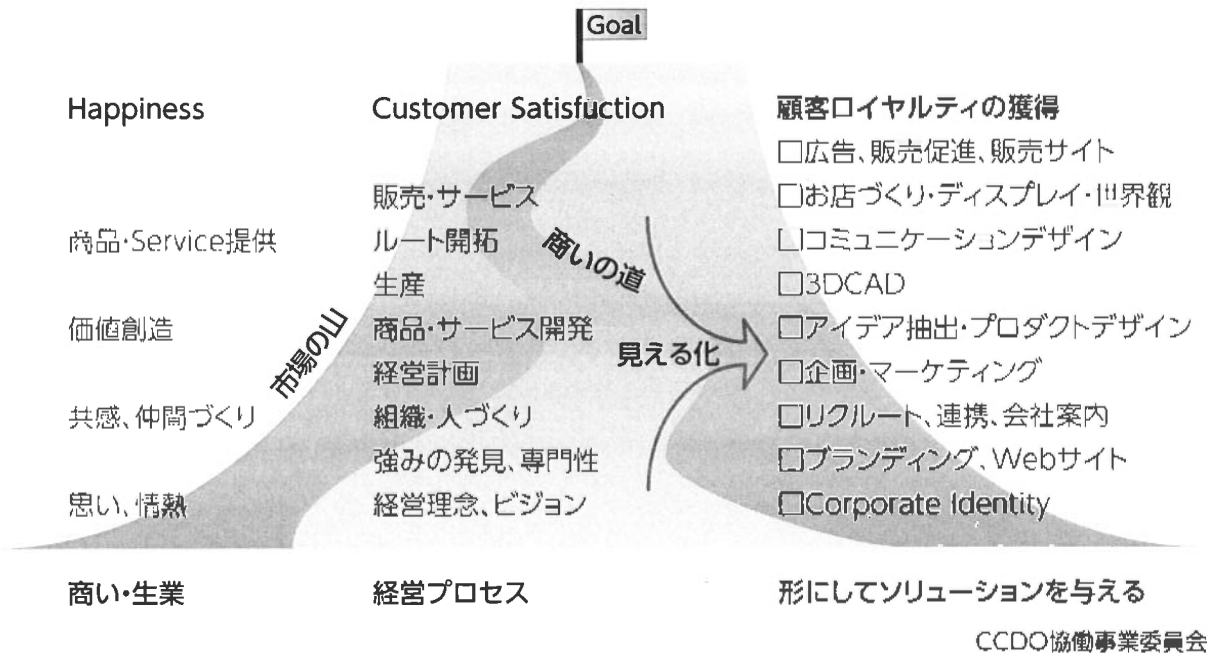 Goal
Happiness
Customer Satisfuction
顧客ロイヤルティの獲得
□広告、販売促進、販売サイト
販売・サービス
□お店づくり・ディスプレイ・世界観
商品・Service提供
ルート開拓
□コミュニケーションデザイン
商いの道
生産
□3DCAD
価値創造
市場の山
商品・サービス開発
□アイデア抽出・プロダクトデザイン
見える化
経営計画
□企画・マーケティング
共感、仲間づくり
組織・人づくり
□リクルート、連携、会社案内
強みの発見、専門性
□ブランディング、Webサイト
思い、情熱
経営理念、ビジョン
□Corporate Identity
商い・生業
経営プロセス
形にしてソリューションを与える
CCDO協働事業委員会